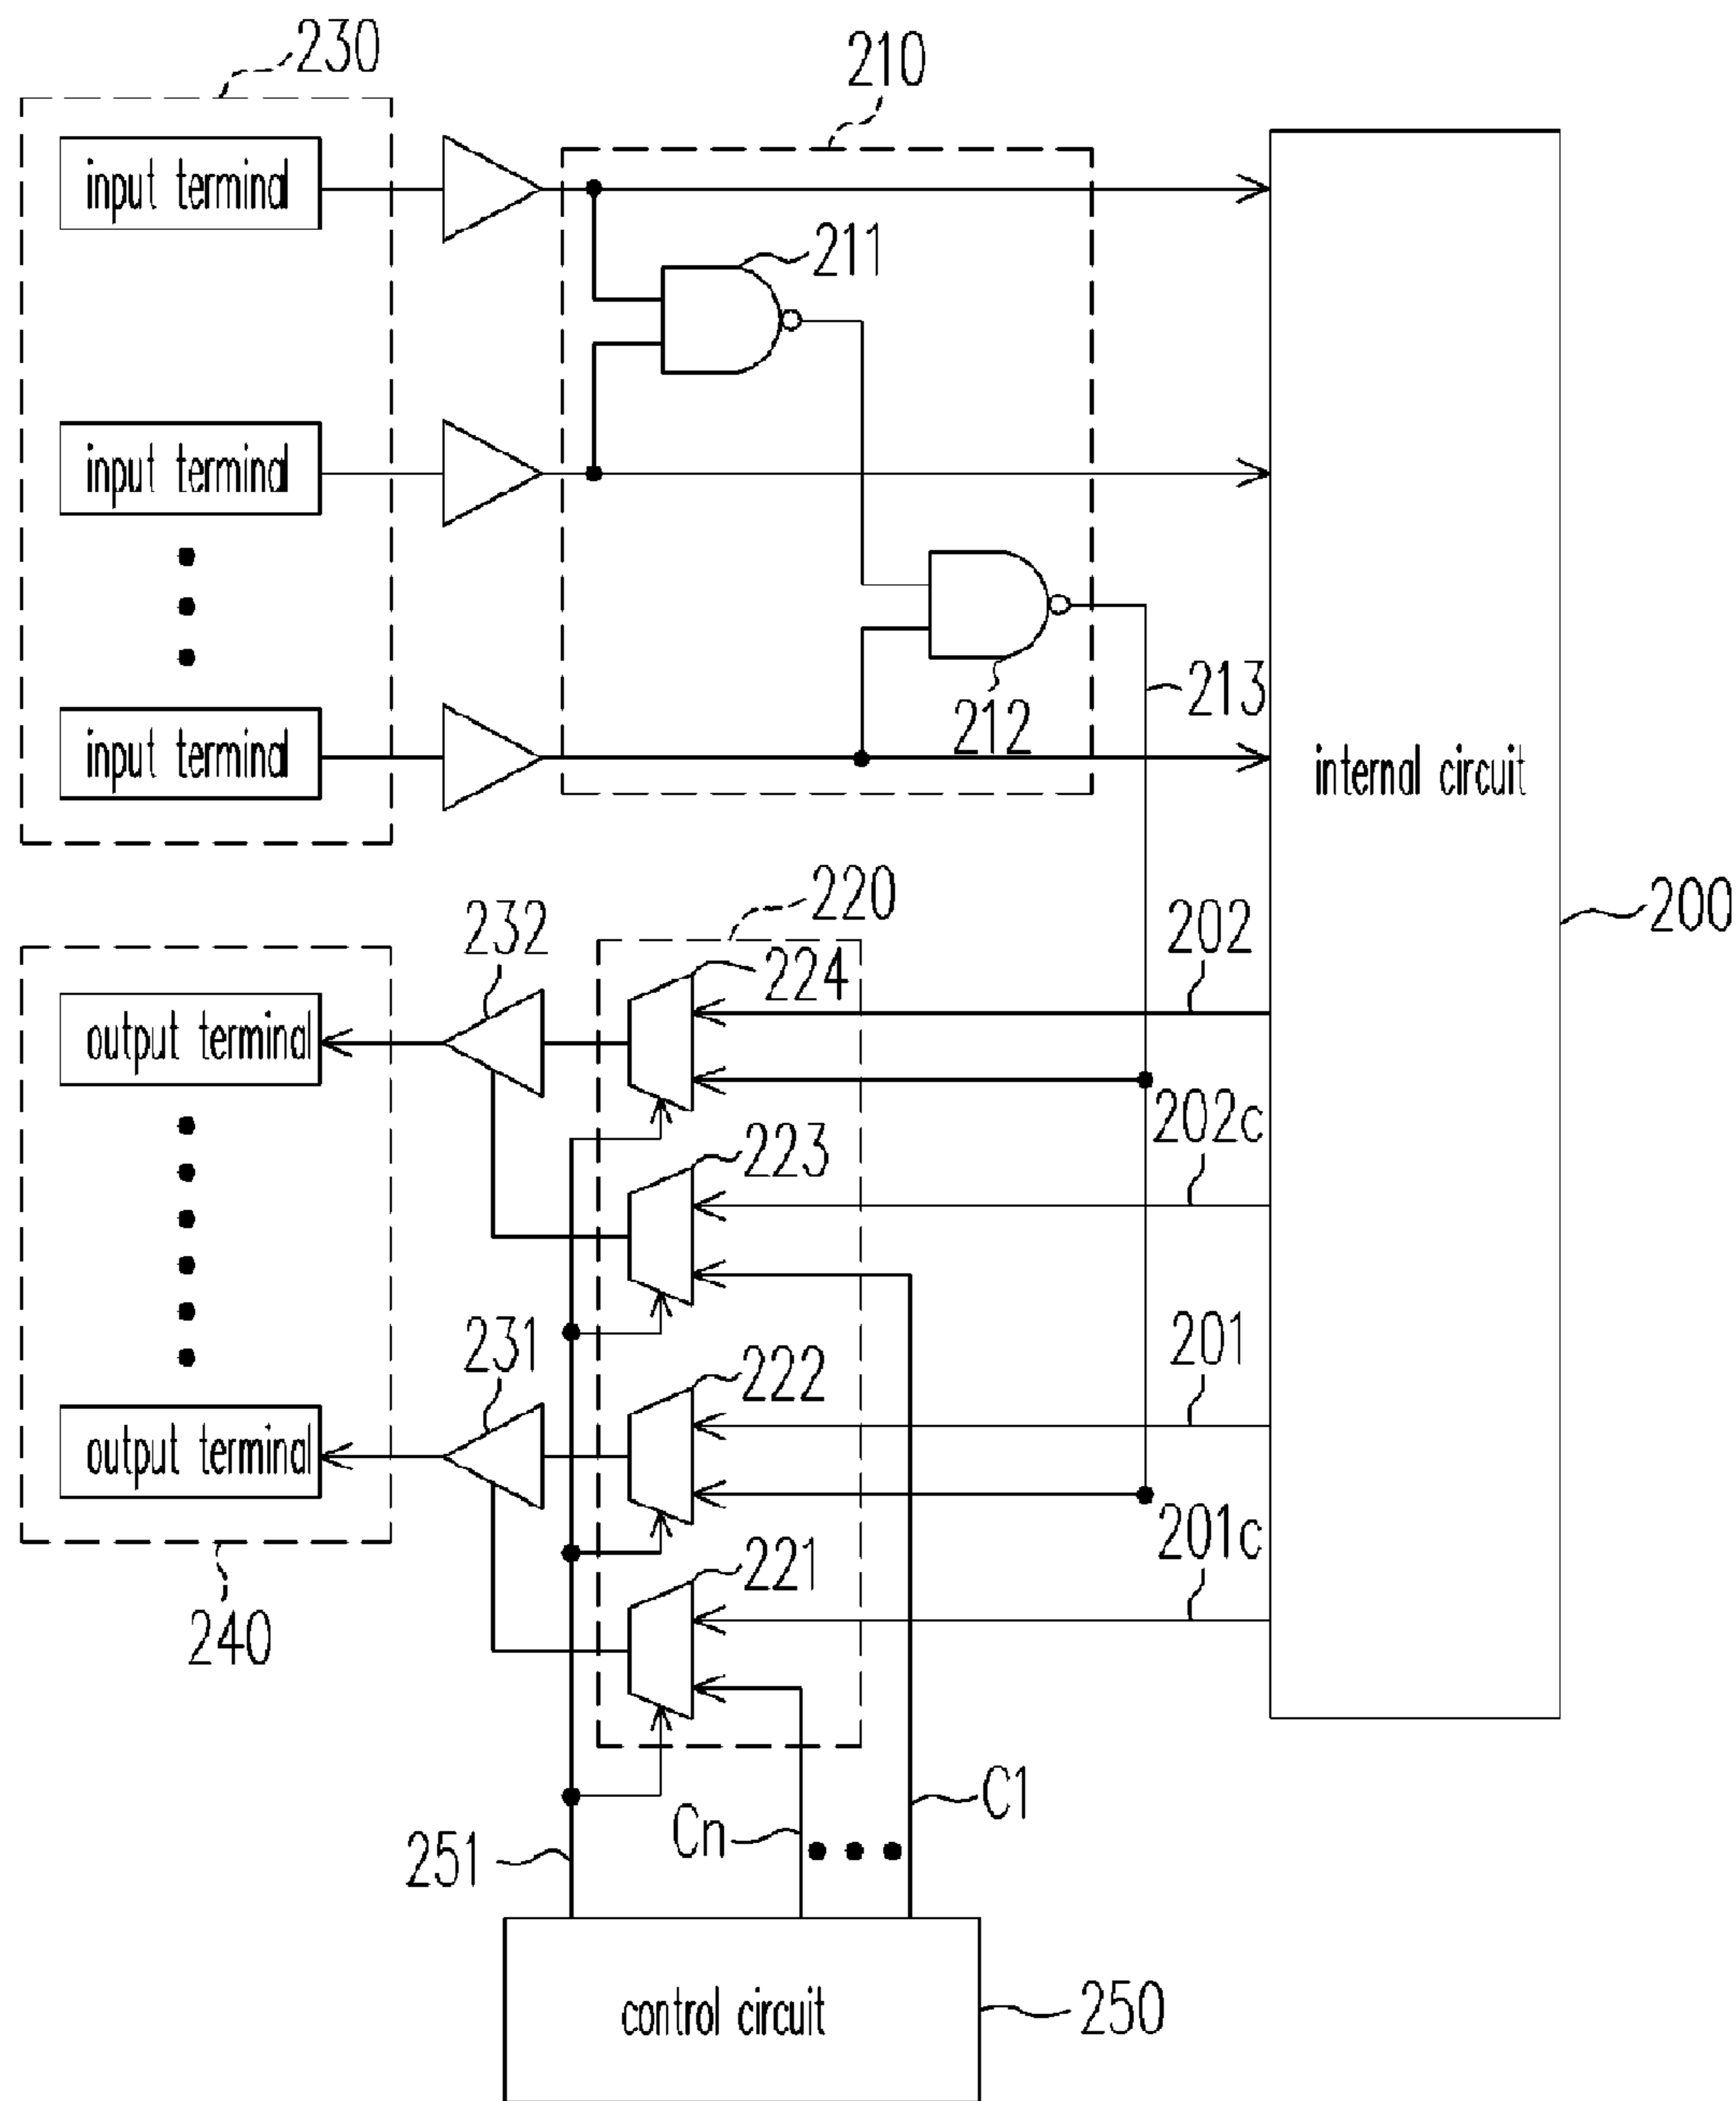 230
210
input terminal
211
input terminal
213
212
input terminal
internal circuit
220
200
232
202
224
output terminal
202c
223
231
201
222
output terminal
201c
221
240
C1
Cn
251
control circuit
250